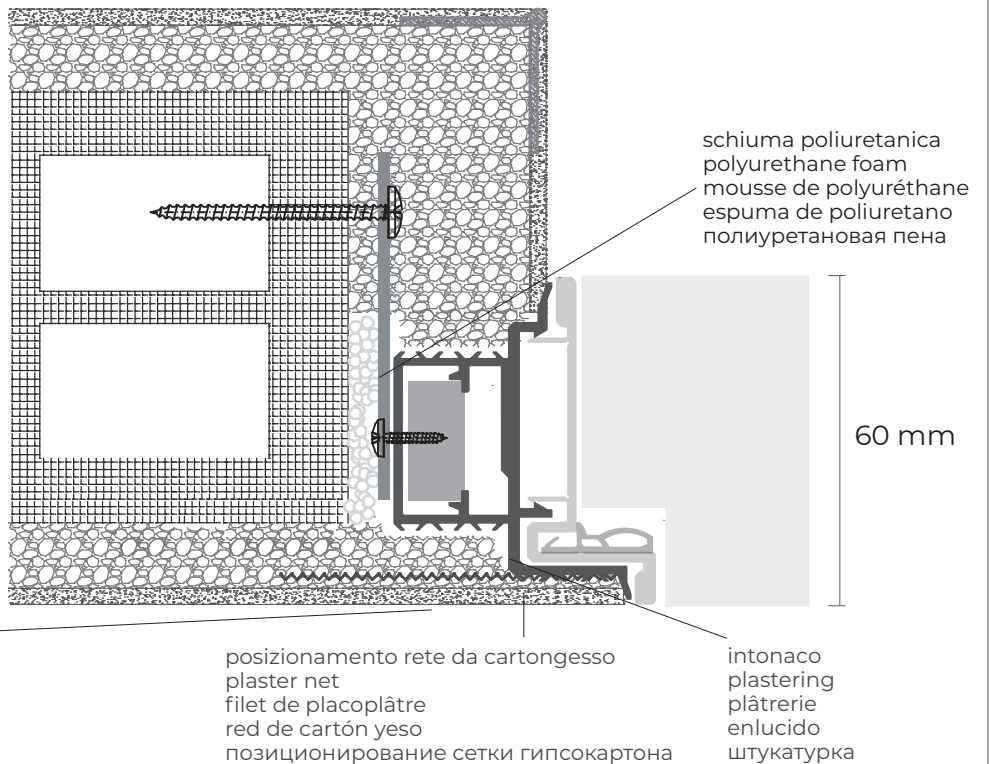 schiuma poliuretanica
polyurethane foam
mousse de polyuréthane
espuma de poliuretano
полиуретановая пена
60 mm
posizionamento rete da cartongesso
plaster net
filet de placoplâtre
red de cartón yeso
позиционирование сетки гипсокартона
intonaco
plastering
plâtrerie
enlucido
штукатурка